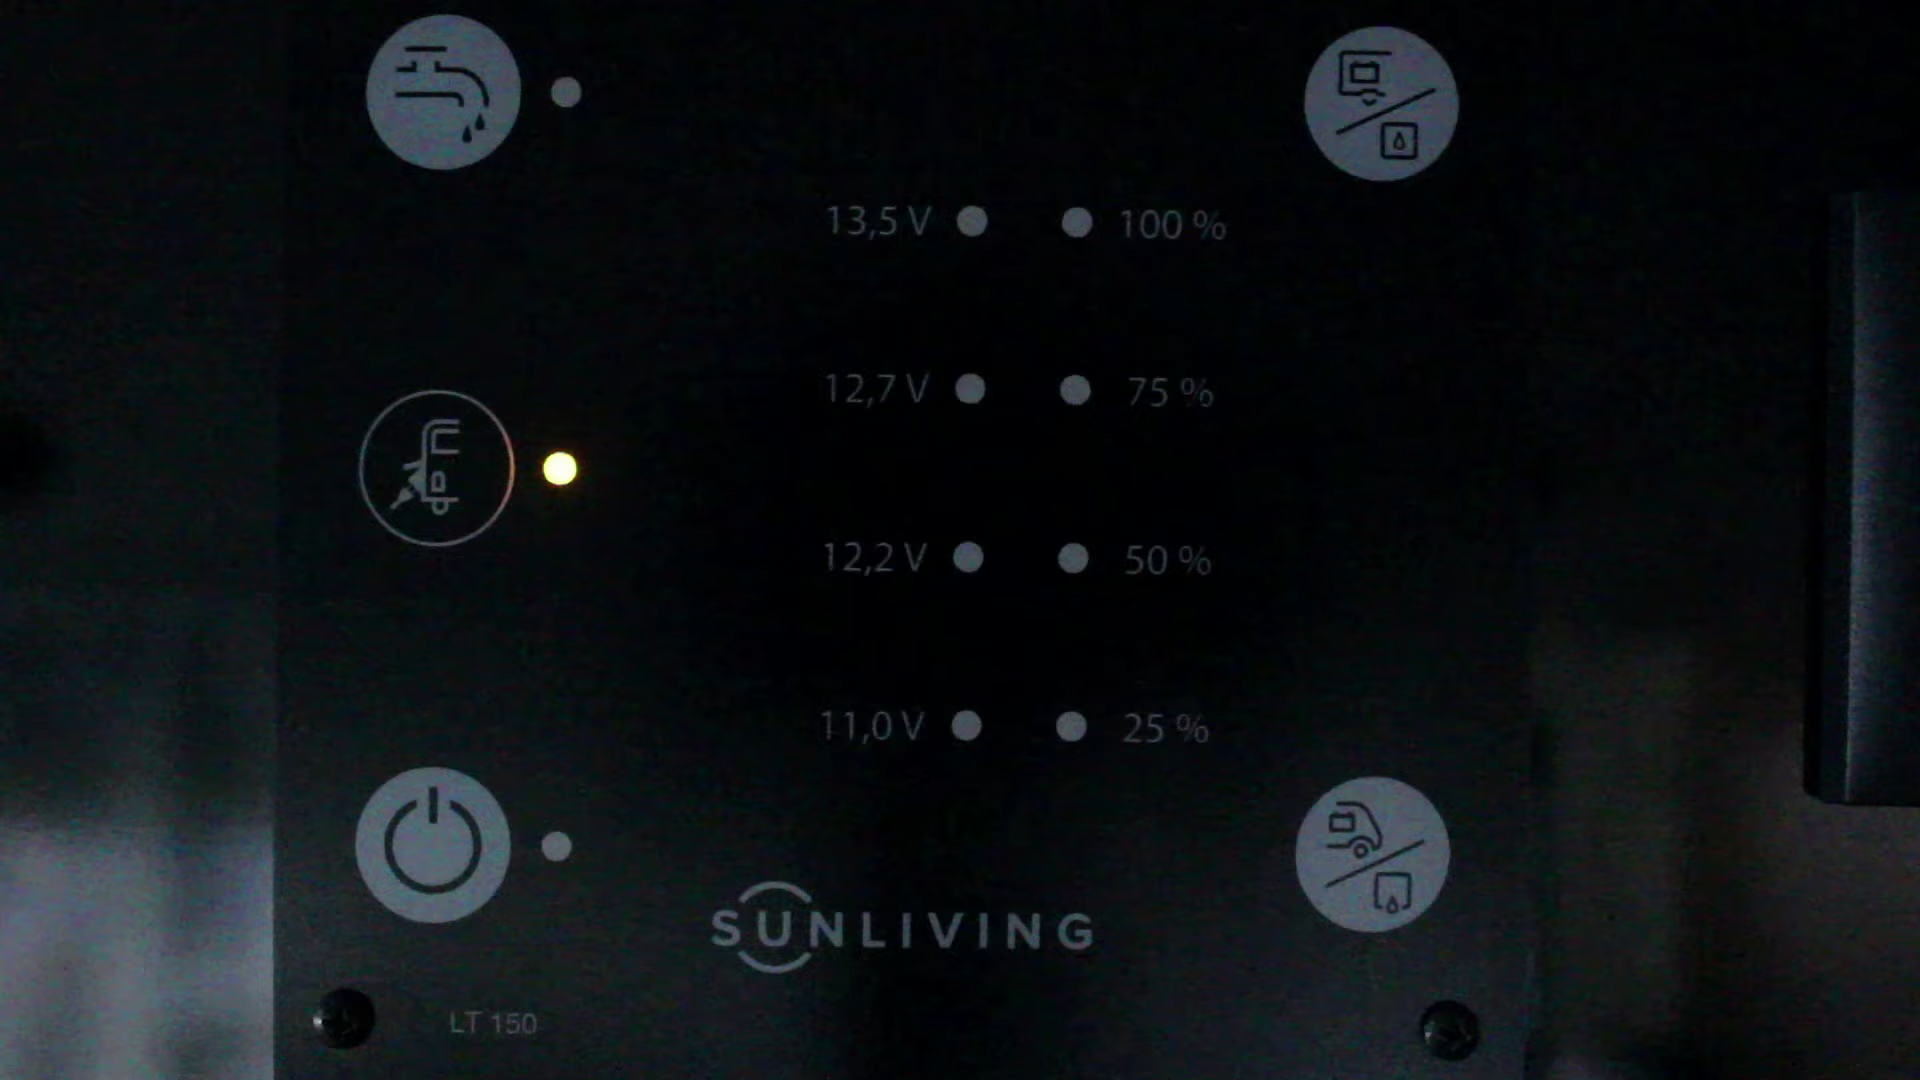 13,5 V 100 %
12,7 V 75 %
12,2 V 50 %
11,0 V 25 %
SUNLIVING
LT 150